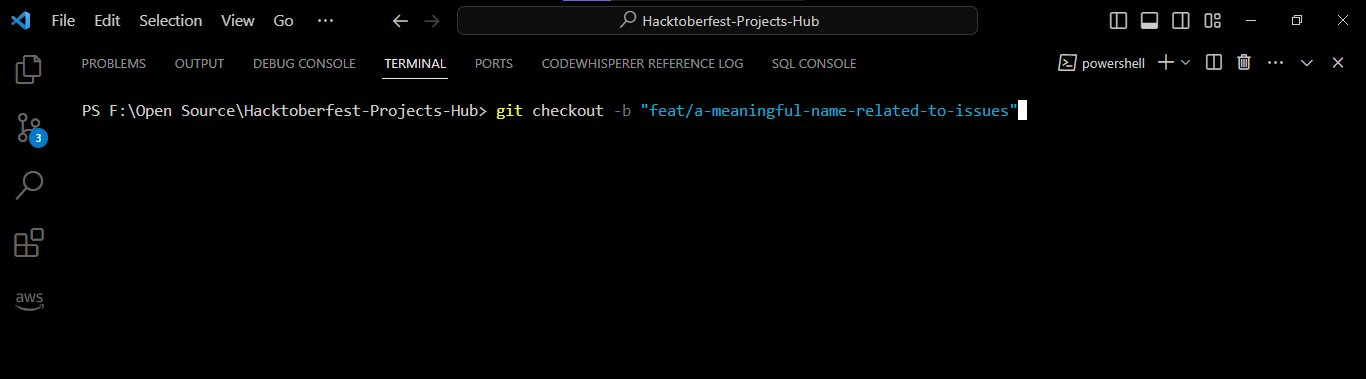 File Edit Selection View Go ··· Hacktoberfest-Projects-Hub
PROBLEMS OUTPUT DEBUG CONSOLE TERMINAL PORTS CODEWHISPERER REFERENCE LOG SQL CONSOLE powershell
PS F:\Open Source\Hacktoberfest-Projects-Hub> git checkout -b "feat/a-meaningful-name-related-to-issues"
3
aws